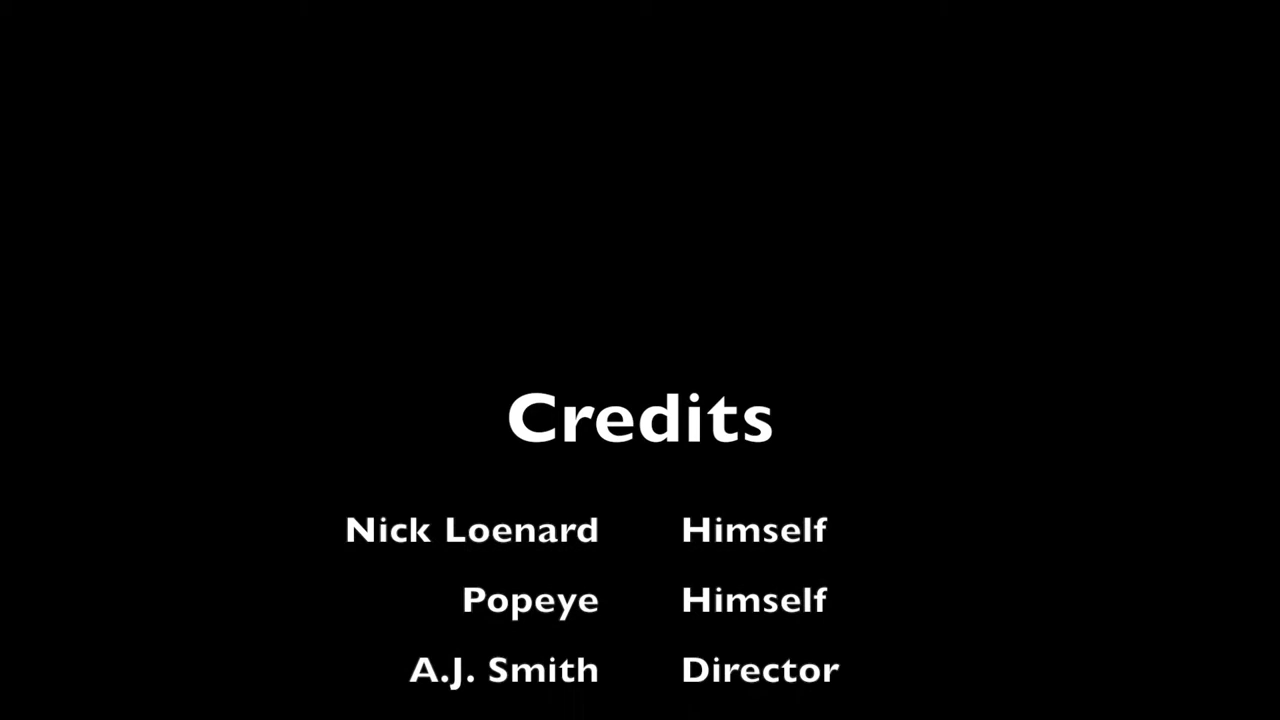 Credits
Nick Loenard Himself
Popeye Himself
A.J. Smith Director